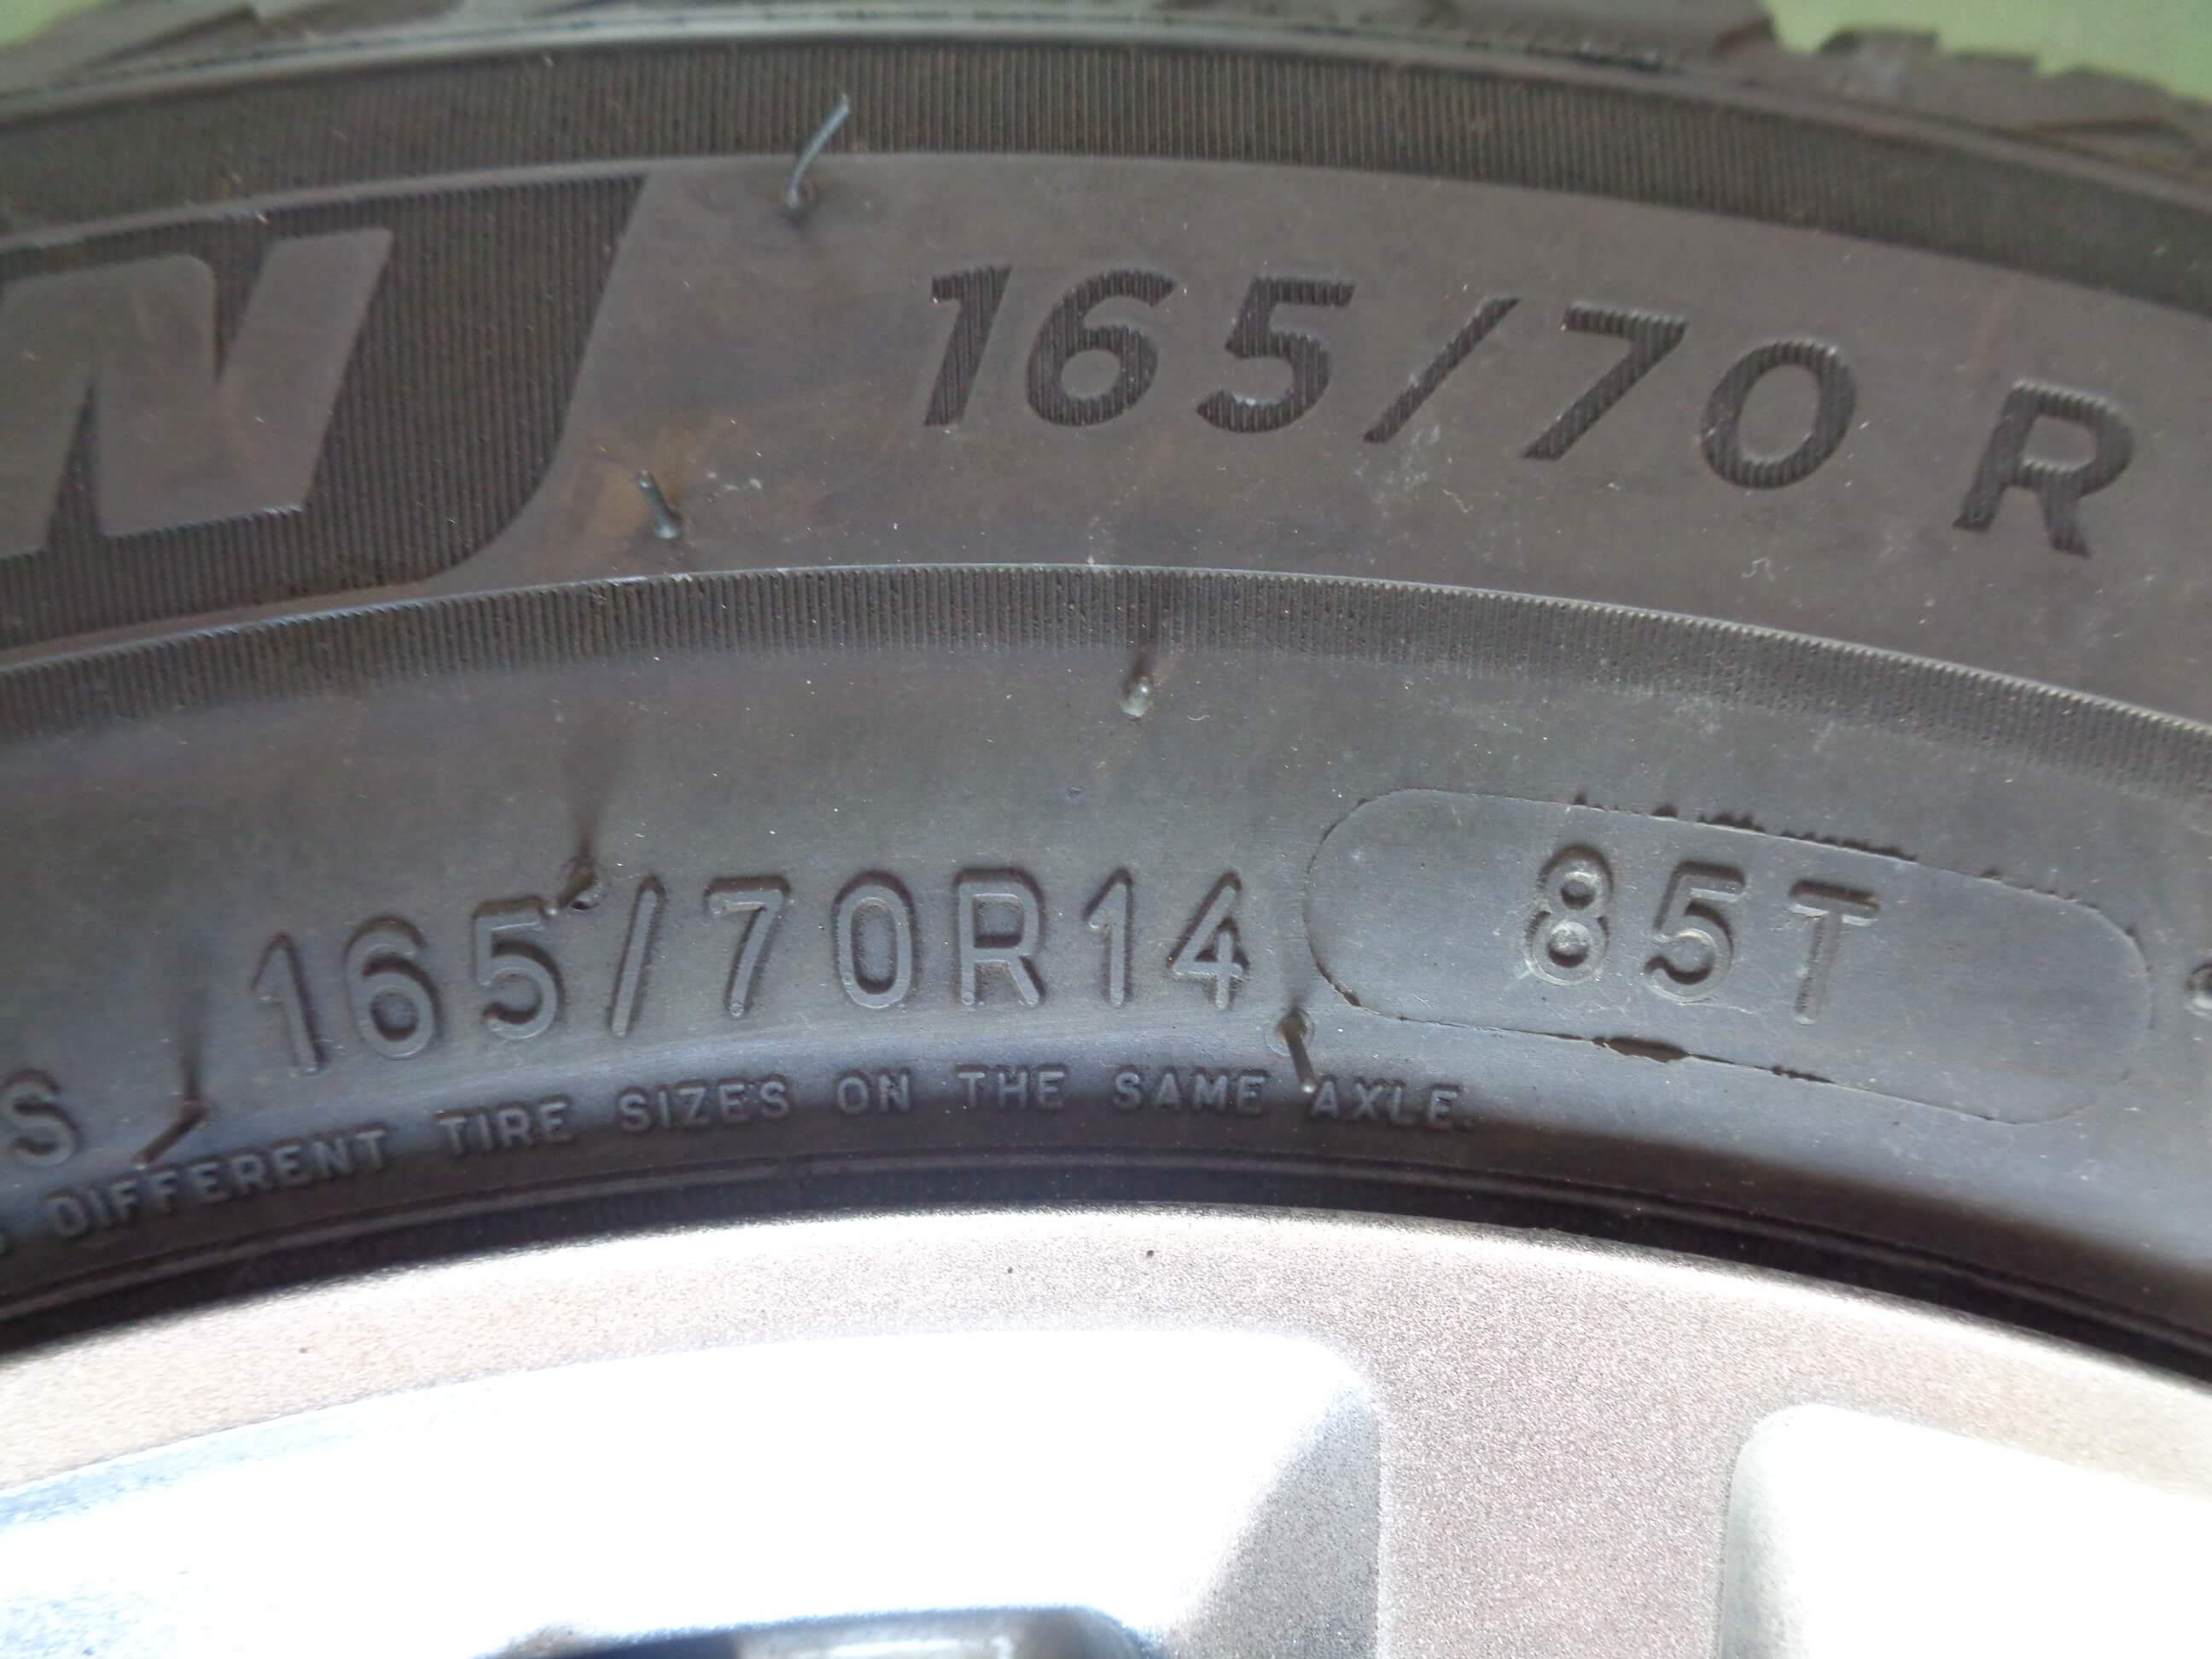 N 165/70 R
S 165/70R14 85T
DIFFERENT TIRE SIZES ON THE SAME AXLE.